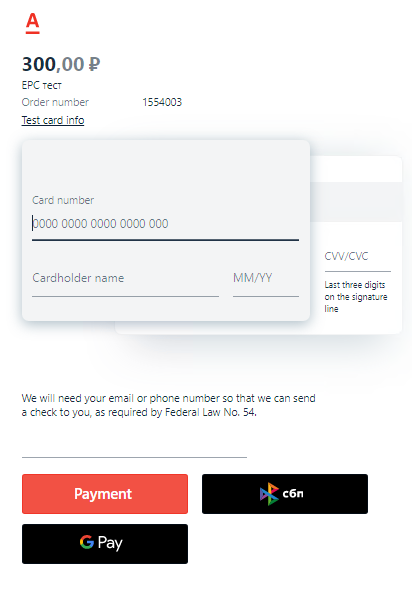 А
300,00 ₽
ЕРС тест
Order number 1554003
Test card info
Card number
0000 0000 0000 0000 000
Cardholder name MM/YY
CVV/CVC
Last three digits
on the signature
line
We will need your email or phone number so that we can send
a check to you, as required by Federal Law No. 54.
Payment
сбп
G Pay